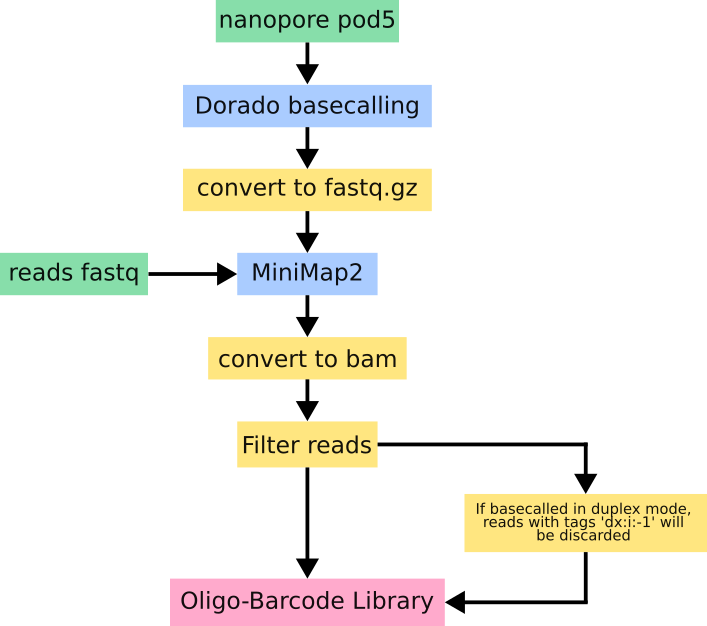 nanopore pod5
Dorado basecalling
convert to fastq.gz
reads fastq
MiniMap2
convert to bam
Filter reads
If basecalled in duplex mode,
reads with tags 'dx:i:-1' will
be discarded
Oligo-Barcode Library